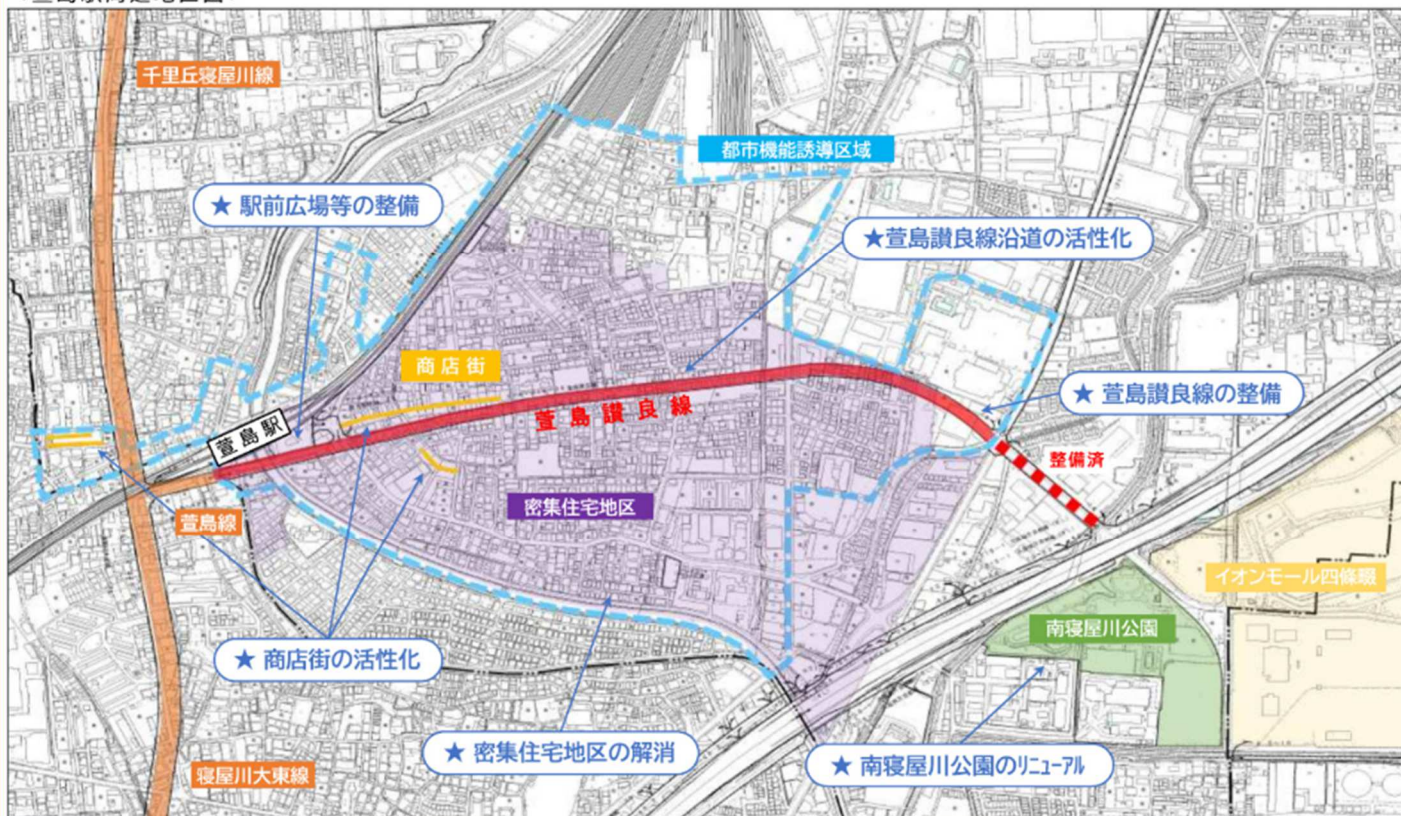 千里丘寝屋川線
都市機能誘導区域
★ 駅前広場等の整備
★萱島讃良線沿道の活性化
商店街
★ 萱島讃良線の整備
萱島讃良線
萱島駅
整備済
密集住宅地区
萱島線
イオンモール四條畷
南寝屋川公園
★ 商店街の活性化
★ 密集住宅地区の解消
★ 南寝屋川公園のリニューアル
寝屋川大東線